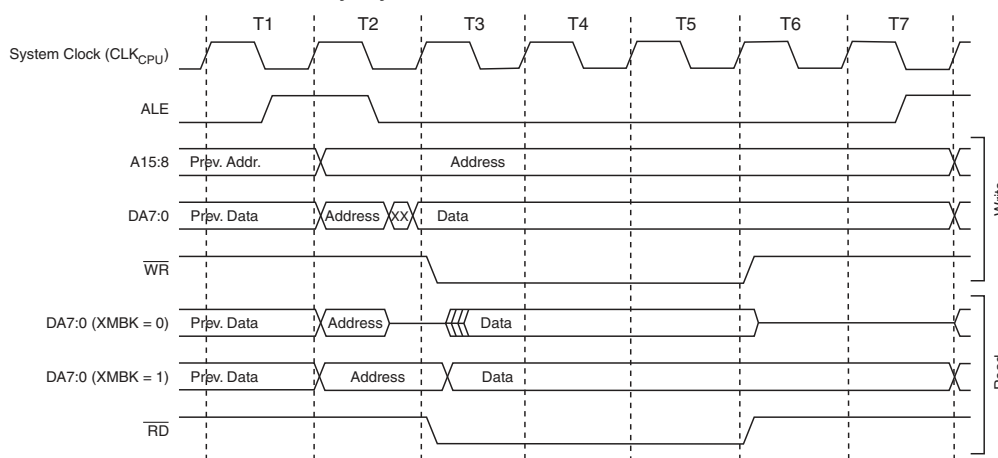 T1 T2 T3 T4 T5 T6 T7
System Clock (CLKCPU)
ALE
A15:8 Prev. Addr. Address
DA7:0 Prev. Data Address XX Data
WR
DA7:0 (XMBK = 0) Prev. Data Address Data
DA7:0 (XMBK = 1) Prev. Data Address Data
RD
Write
Read